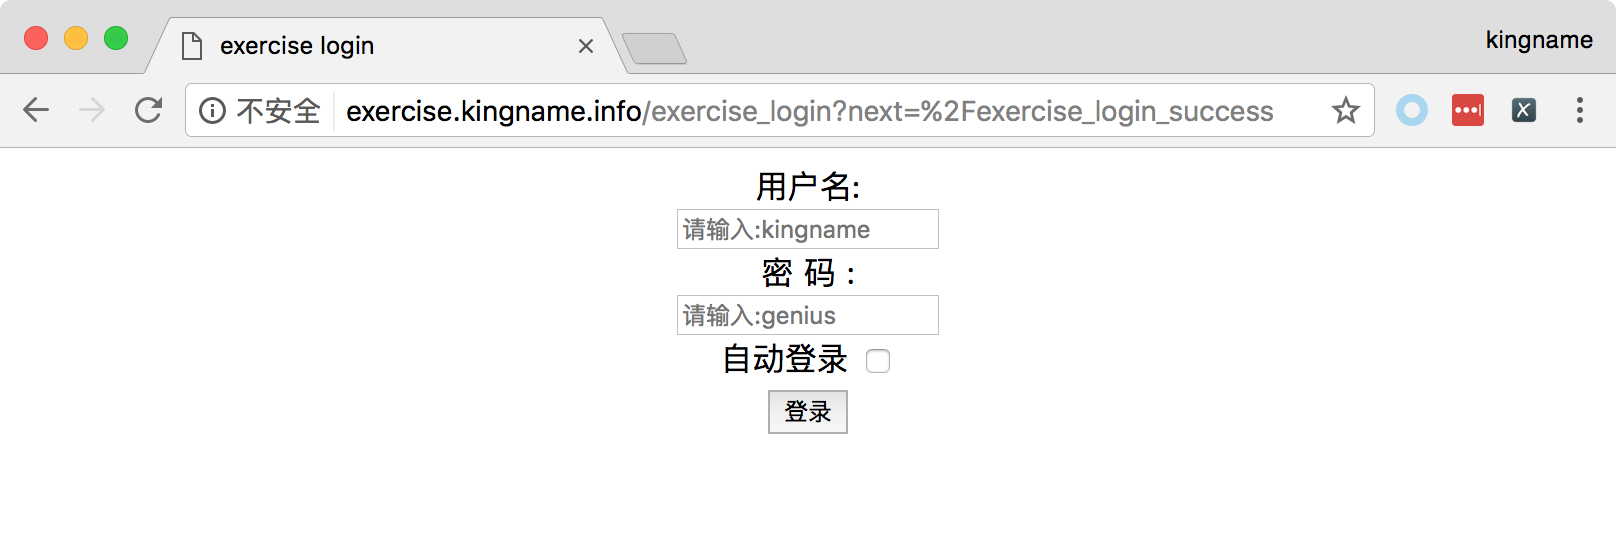 exercise login
kingname
不安全 exercise.kingname.info/exercise_login?next=%2Fexercise_login_success
用户名:
请输入:kingname
密 码 :
请输入:genius
自动登录
登录